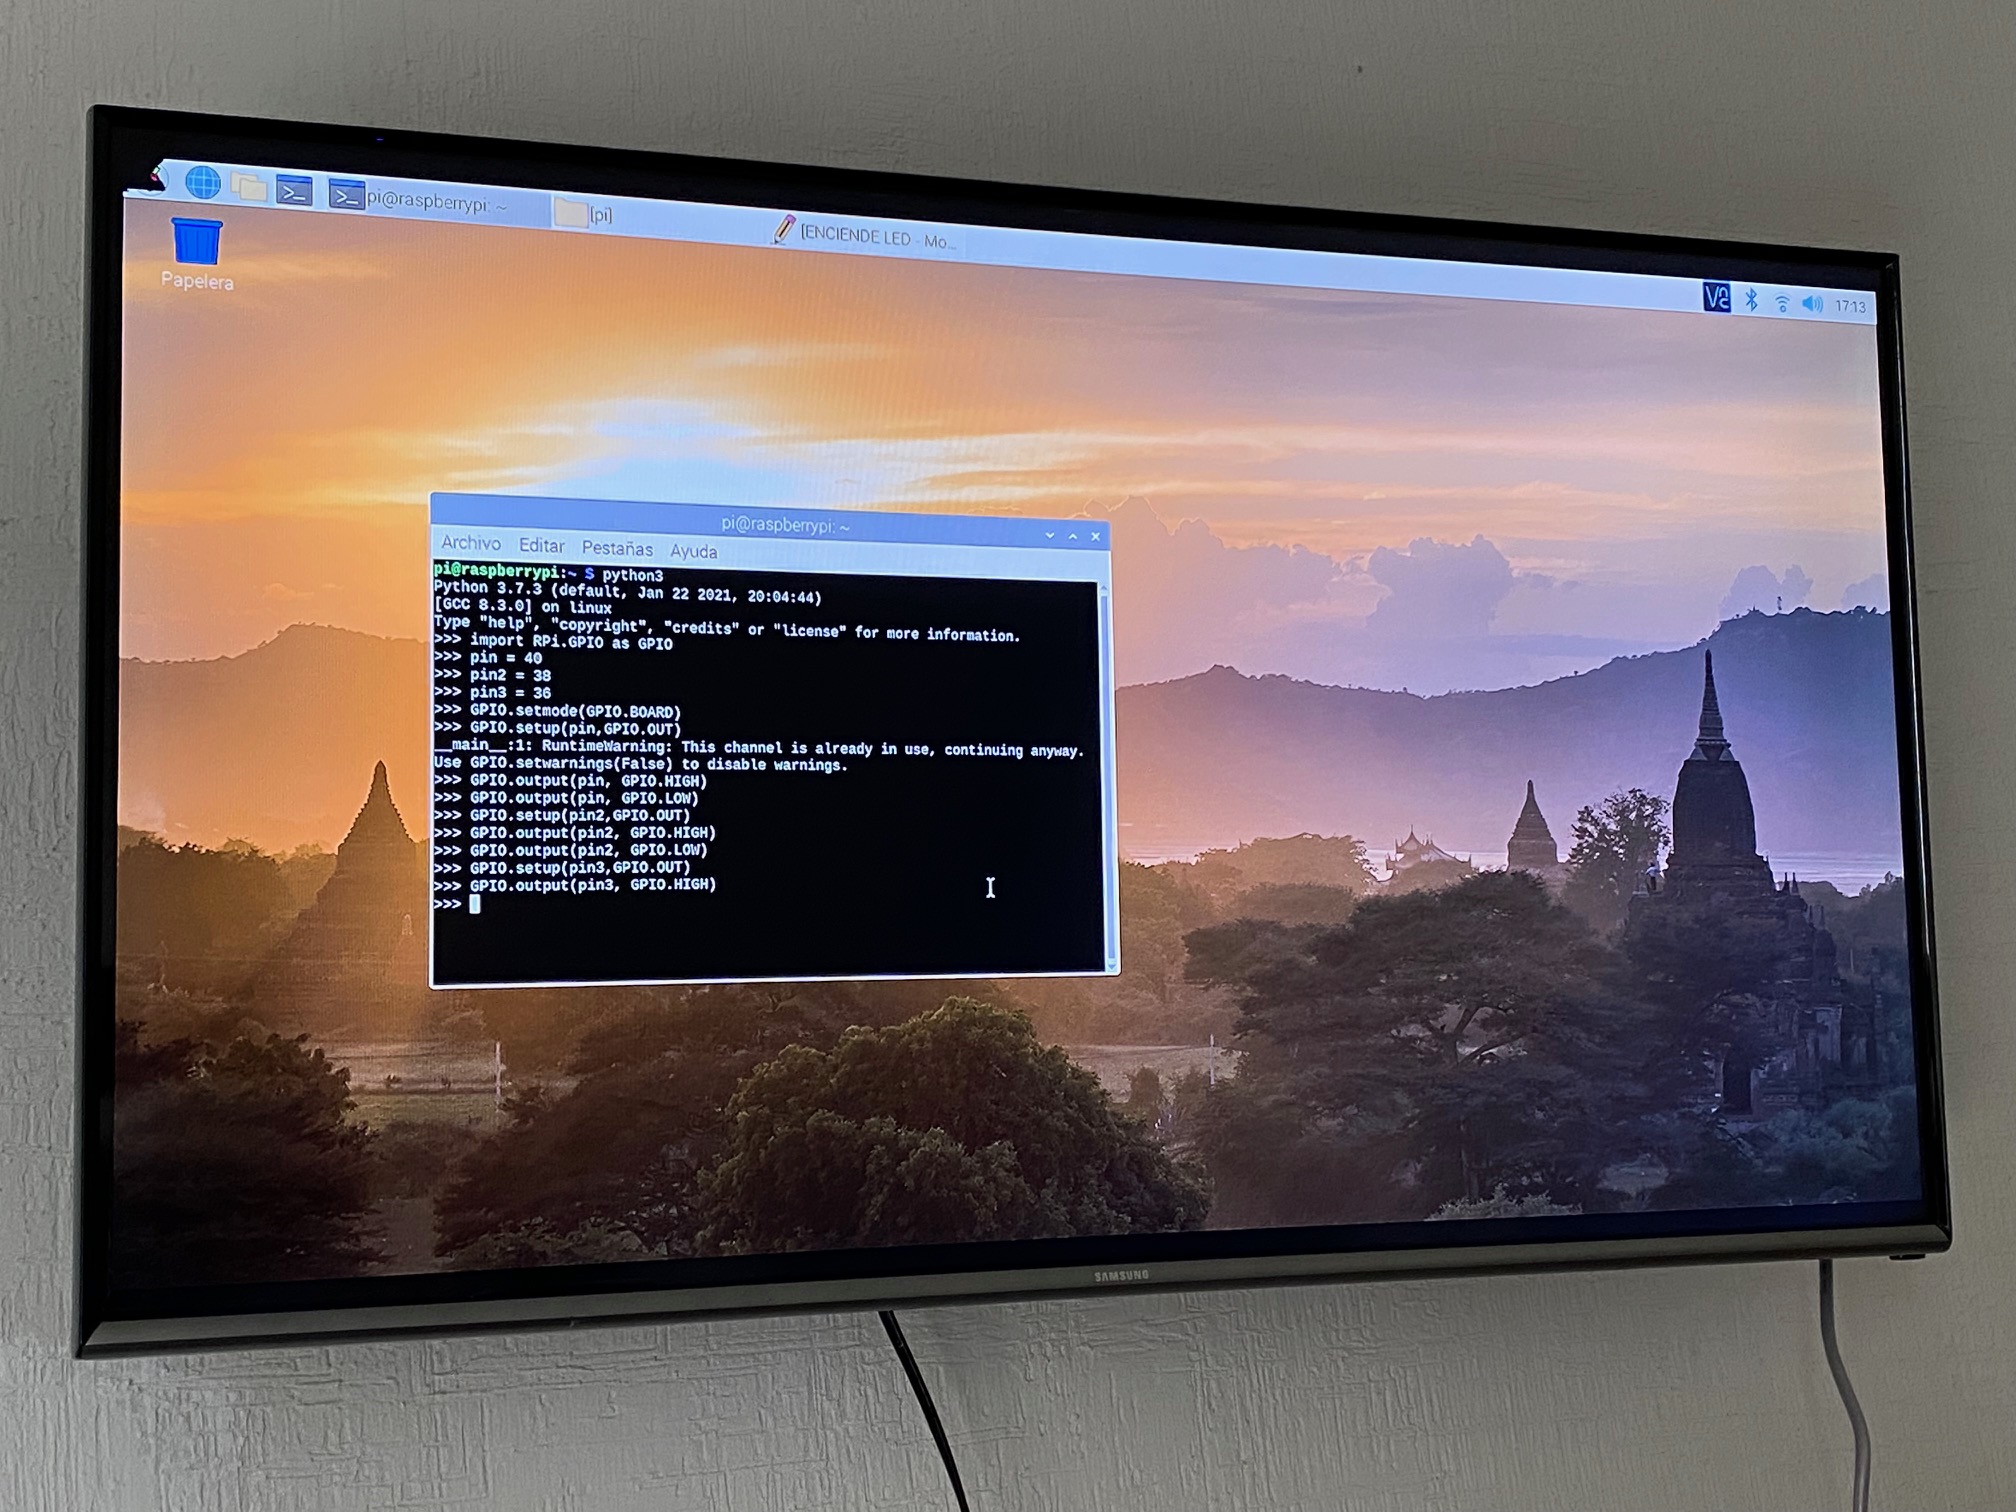 pi@raspberrypi: ~
[pi]
[ENCIENDE LED - Mo...
Papelera
VS
17:13
pi@raspberrypi: ~
Archivo Editar Pestañas Ayuda
pi@raspberrypi:~ $ python3
Python 3.7.3 (default, Jan 22 2021, 20:04:44)
[GCC 8.3.0] on linux
Type "help", "copyright", "credits" or "license" for more information.
>>> import RPi.GPIO as GPIO
>>> pin = 40
>>> pin2 = 38
>>> pin3 = 36
>>> GPIO.setmode(GPIO.BOARD)
>>> GPIO.setup(pin,GPIO.OUT)
__main__:1: RuntimeWarning: This channel is already in use, continuing anyway.
Use GPIO.setwarnings(False) to disable warnings.
>>> GPIO.output(pin, GPIO.HIGH)
>>> GPIO.output(pin, GPIO.LOW)
>>> GPIO.setup(pin2,GPIO.OUT)
>>> GPIO.output(pin2, GPIO.HIGH)
>>> GPIO.output(pin2, GPIO.LOW)
>>> GPIO.setup(pin3,GPIO.OUT)
>>> GPIO.output(pin3, GPIO.HIGH)
>>>
SAMSUNG